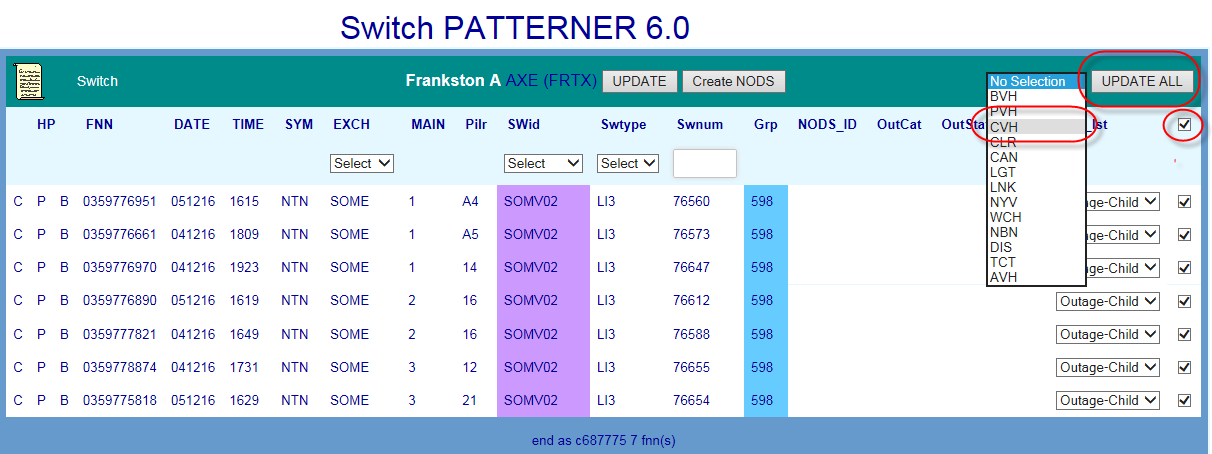 Switch PATTERNER 6.0
Switch Frankston A AXE (FRTX) UPDATE Create NODS No Selection UPDATE ALL
BVH
PVH
HP FNN DATE TIME SYM EXCH MAIN Pilr SWid Swtype Swnum Grp NODS_ID OutCat CVH
CLR
Select Select Select CAN
LGT
LNK
C P B 0359776951 051216 1615 NTN SOME 1 A4 SOMV02 LI3 76560 598 NYV
WCH
C P B 0359776661 041216 1809 NTN SOME 1 A5 SOMV02 LI3 76573 598 NBN
DIS
C P B 0359776970 041216 1923 NTN SOME 1 14 SOMV02 LI3 76647 598 TCT
AVH
C P B 0359776890 051216 1619 NTN SOME 2 16 SOMV02 LI3 76612 598 Outage-Child
C P B 0359777821 041216 1649 NTN SOME 2 16 SOMV02 LI3 76588 598 Outage-Child
C P B 0359778874 041216 1731 NTN SOME 3 12 SOMV02 LI3 76655 598 Outage-Child
C P B 0359775818 051216 1629 NTN SOME 3 21 SOMV02 LI3 76654 598 Outage-Child
end as c687775 7 fnn(s)